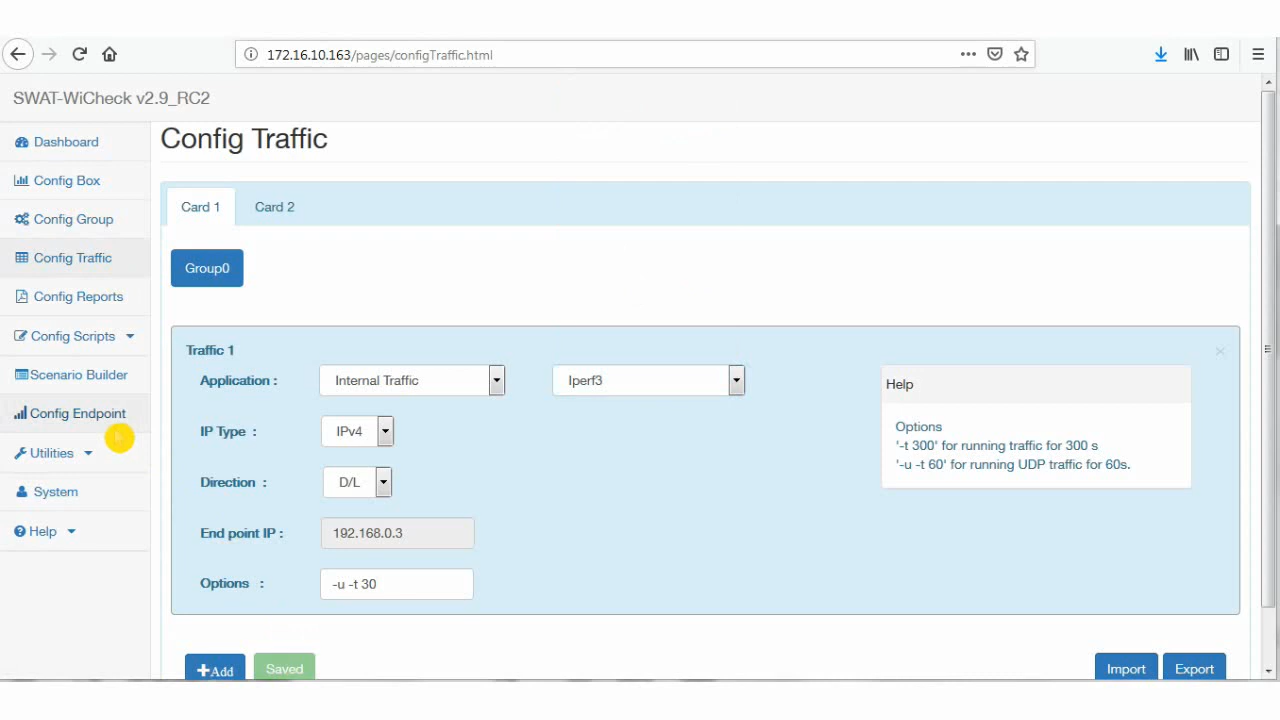 172.16.10.163/pages/configTraffic.html
SWAT-WiCheck v2.9_RC2
Dashboard
Config Box
Config Group
Config Traffic
Config Reports
Config Scripts
Scenario Builder
Config Endpoint
Utilities
System
Help
Config Traffic
Card 1 Card 2
Group0
Traffic 1
Application : Internal Traffic Iperf3
IP Type : IPv4
Direction : D/L
End point IP : 192.168.0.3
Options : -u -t 30
Help
Options
'-t 300' for running traffic for 300 s
'-u -t 60' for running UDP traffic for 60s.
+Add Saved Import Export